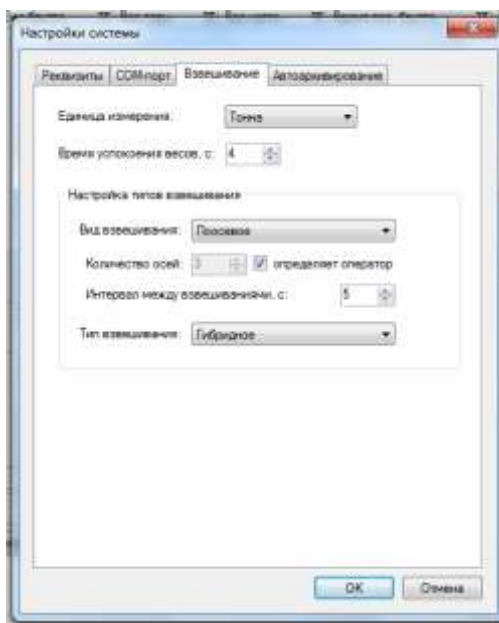 Настройки системы
Реквизиты COM-порт Взвешивание Автоархивирование
Единица измерения: Тонна
Время успокоения весов, с: 4
Настройка типов взвешивания
Вид взвешивания: Поосевое
Количество осей: 3 определяет оператор
Интервал между взвешиваниями, с: 5
Тип взвешивания: Гибридное
OK Отмена